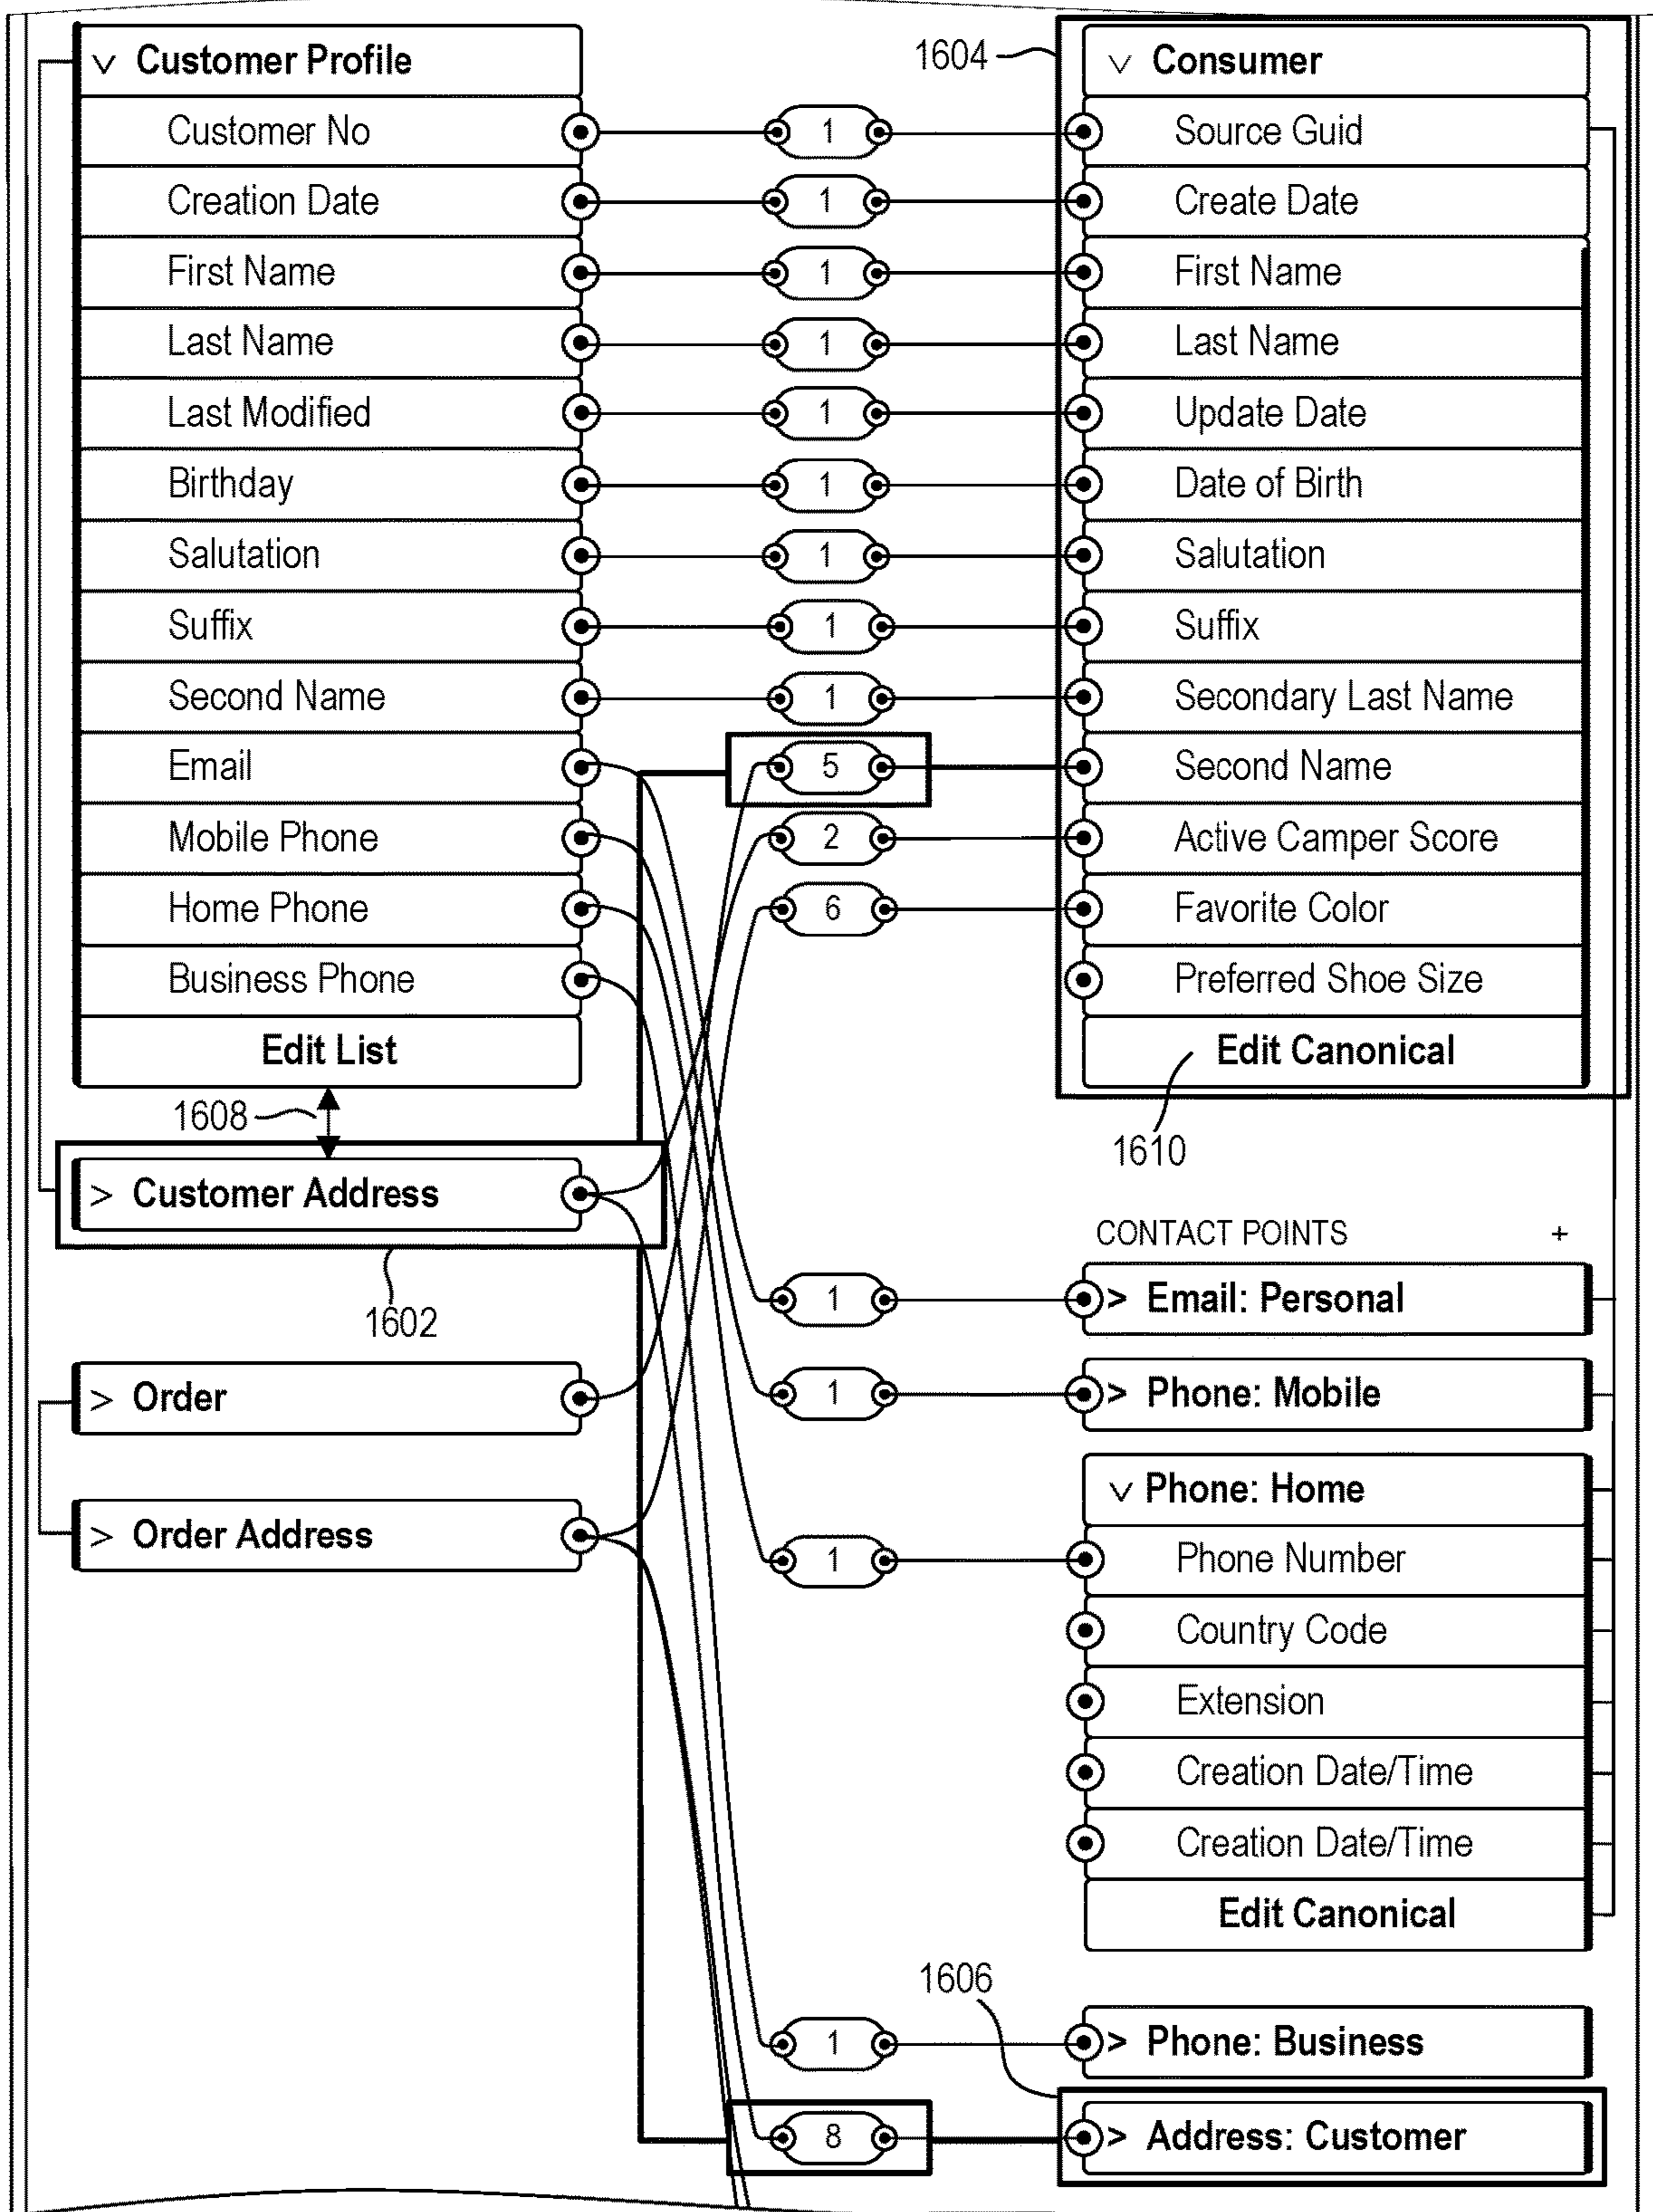 v Customer Profile
Customer No
Creation Date
First Name
Last Name
Last Modified
Birthday
Salutation
Suffix
Second Name
Email
Mobile Phone
Home Phone
Business Phone
Edit List
1608
> Customer Address
1602
> Order
> Order Address
1
1
1
1
1
1
1
1
1
5
2
6
1
1
1
1
8
1604
v Consumer
Source Guid
Create Date
First Name
Last Name
Update Date
Date of Birth
Salutation
Suffix
Secondary Last Name
Second Name
Active Camper Score
Favorite Color
Preferred Shoe Size
Edit Canonical
1610
CONTACT POINTS +
> Email: Personal
> Phone: Mobile
v Phone: Home
Phone Number
Country Code
Extension
Creation Date/Time
Creation Date/Time
Edit Canonical
1606
> Phone: Business
> Address: Customer